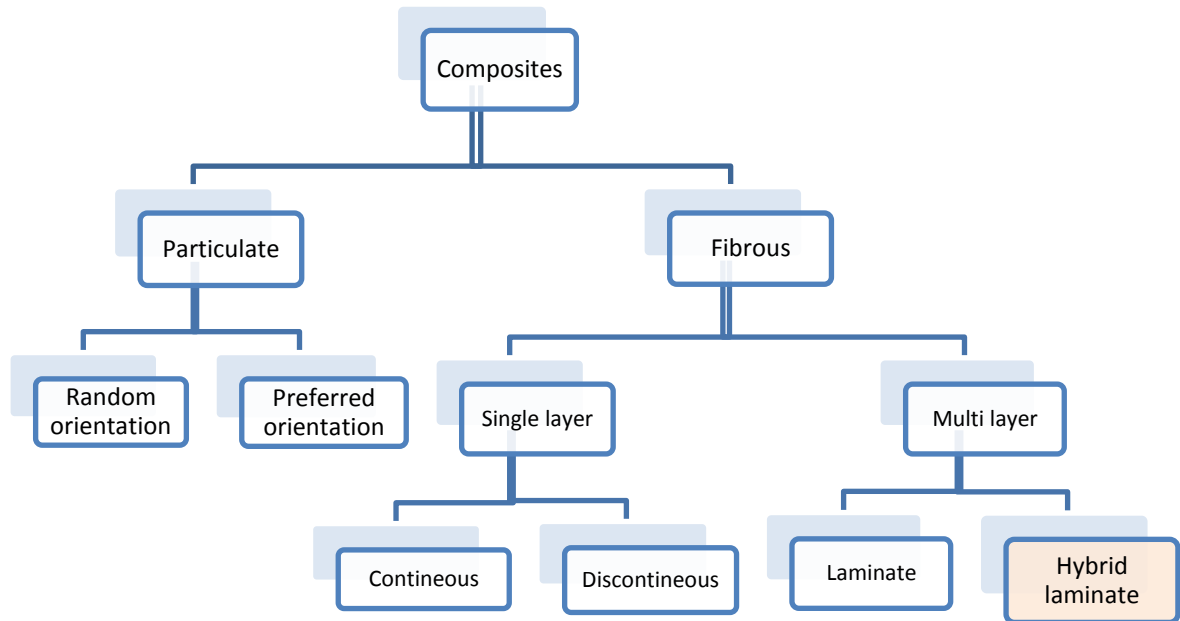 Composites
Particulate
Fibrous
Random
orientation
Preferred
orientation
Single layer
Multi layer
Contineous
Discontineous
Laminate
Hybrid
laminate